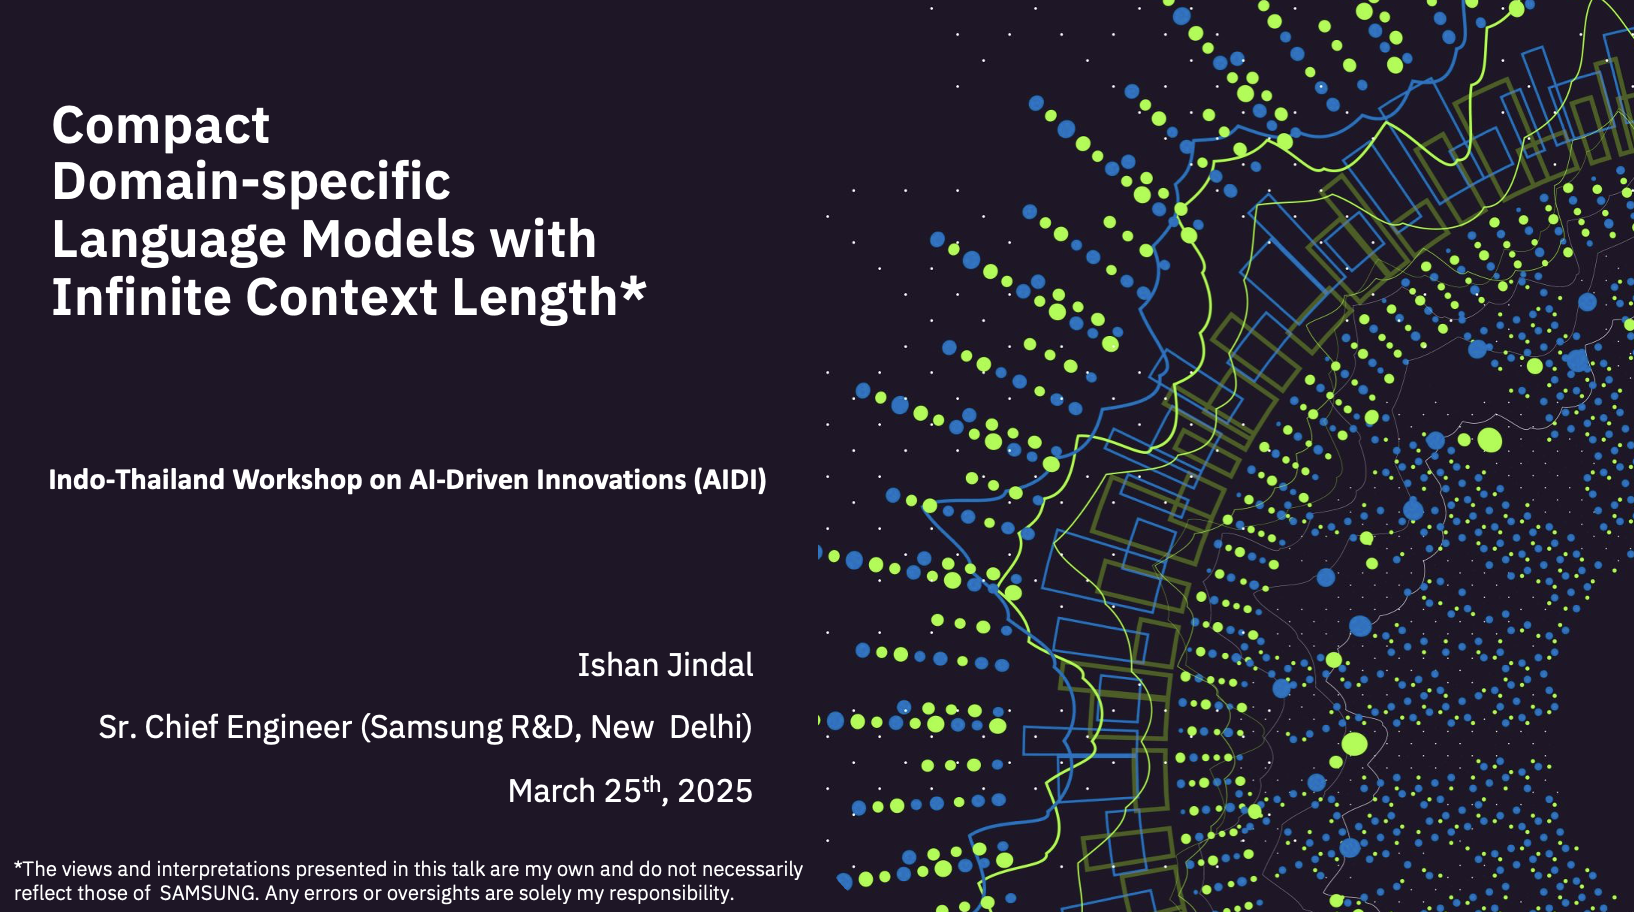 Compact
Domain-specific
Language Models with
Infinite Context Length*
Indo-Thailand Workshop on AI-Driven Innovations (AIDI)
Ishan Jindal
Sr. Chief Engineer (Samsung R&D, New  Delhi)
March 25th, 2025
*The views and interpretations presented in this talk are my own and do not necessarily
reflect those of  SAMSUNG. Any errors or oversights are solely my responsibility.